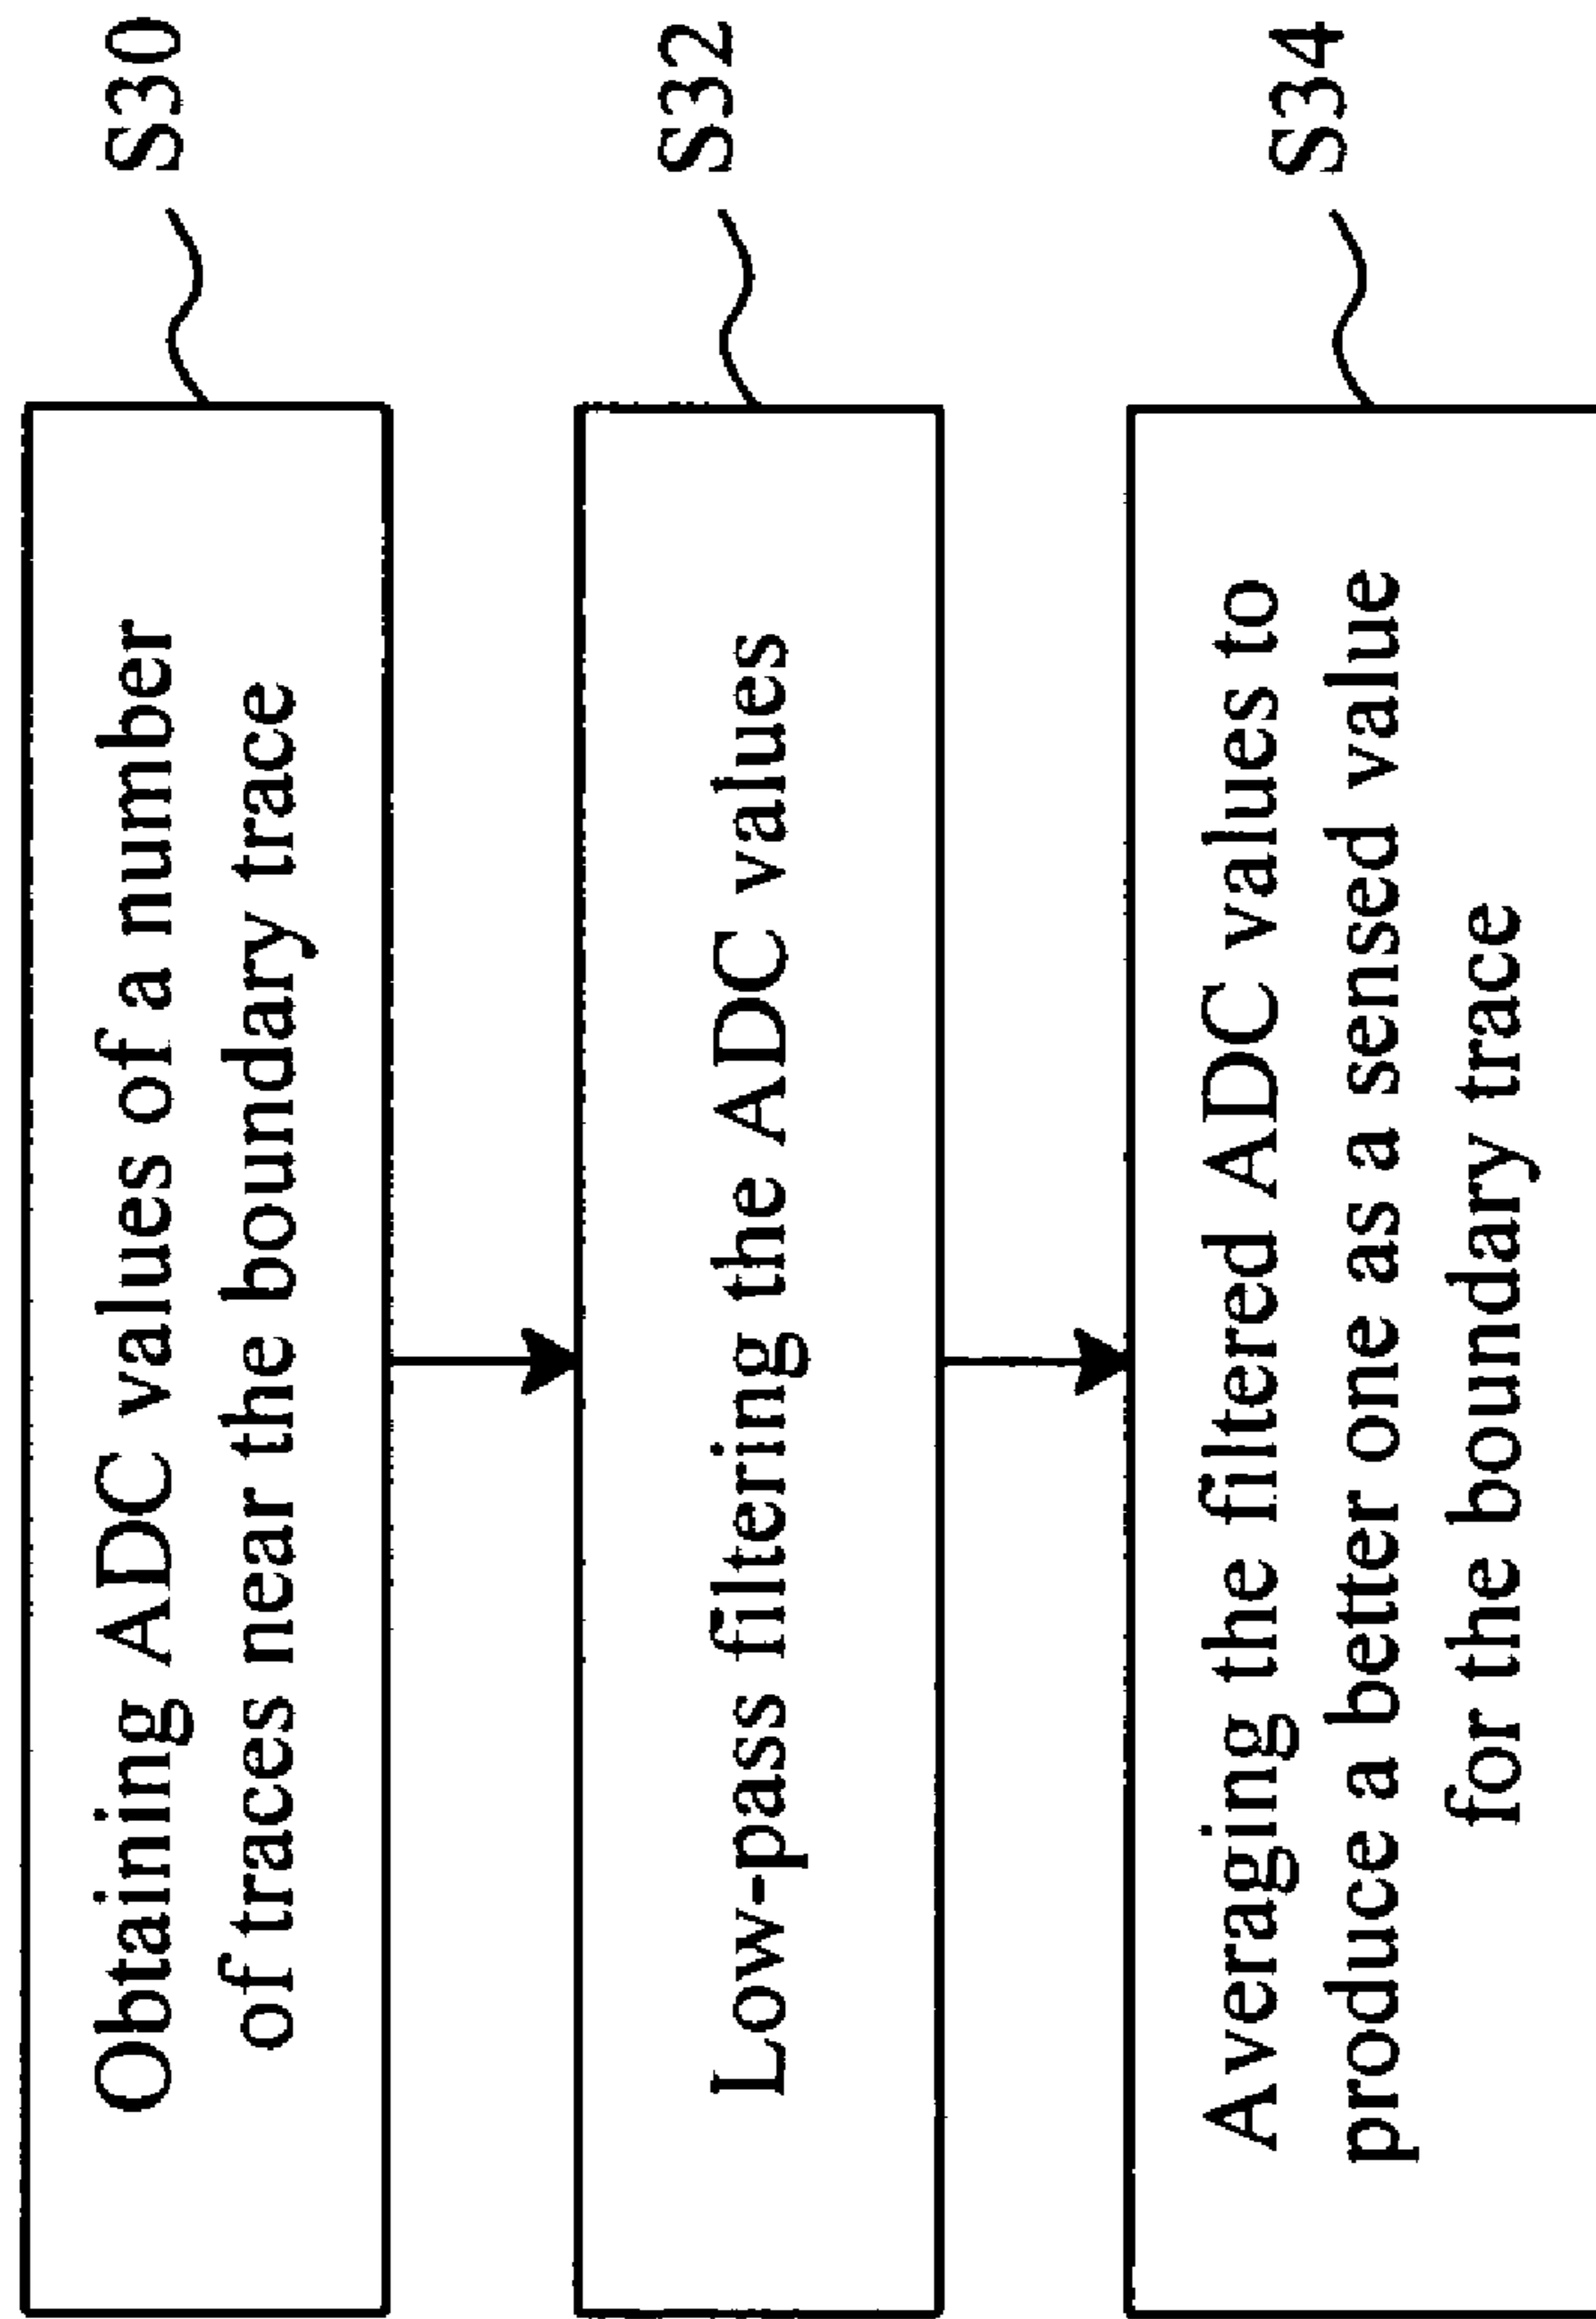 Obtaining ADC values of a number
of traces near the boundary trace
S30
Low-pass filtering the ADC values
S32
Averaging the filtered ADC values to
produce a better one as a sensed value
for the boundary trace
S34